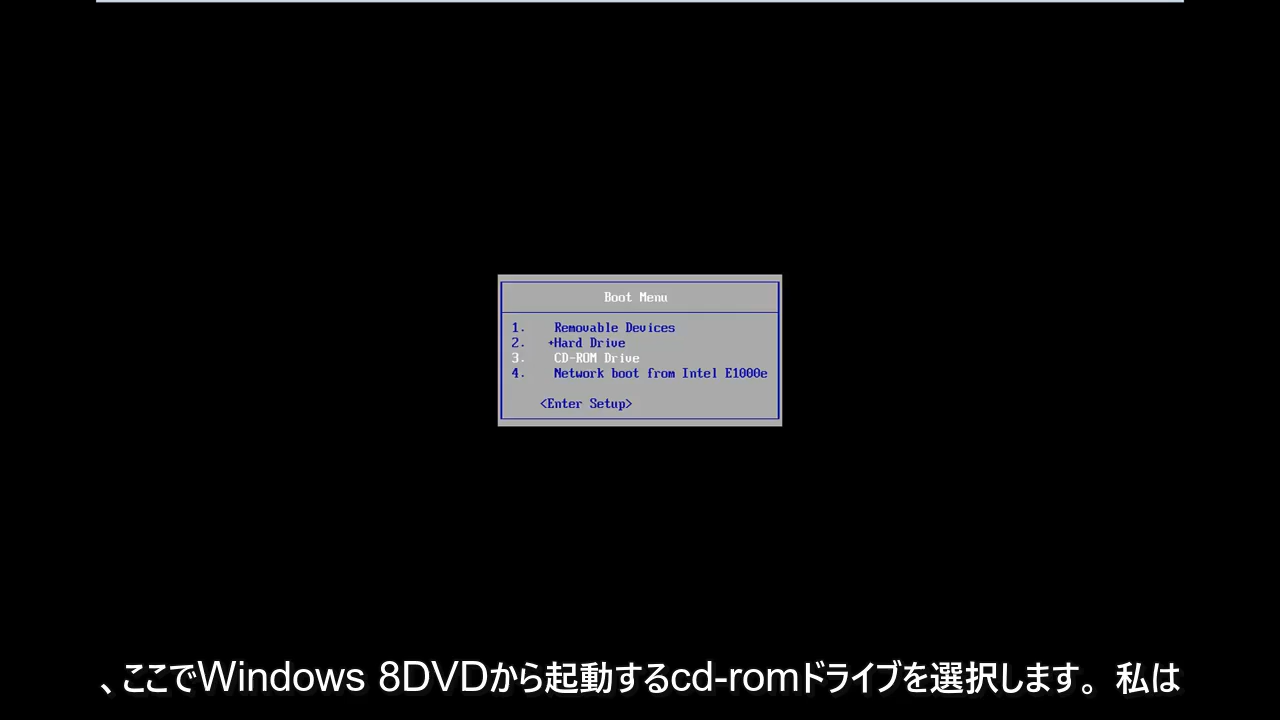 Boot Menu
1. Removable Devices
2. +Hard Drive
3. CD-ROM Drive
4. Network boot from Intel E1000e
<Enter Setup>
、ここでWindows 8DVDから起動するcd-romドライブを選択します。私は